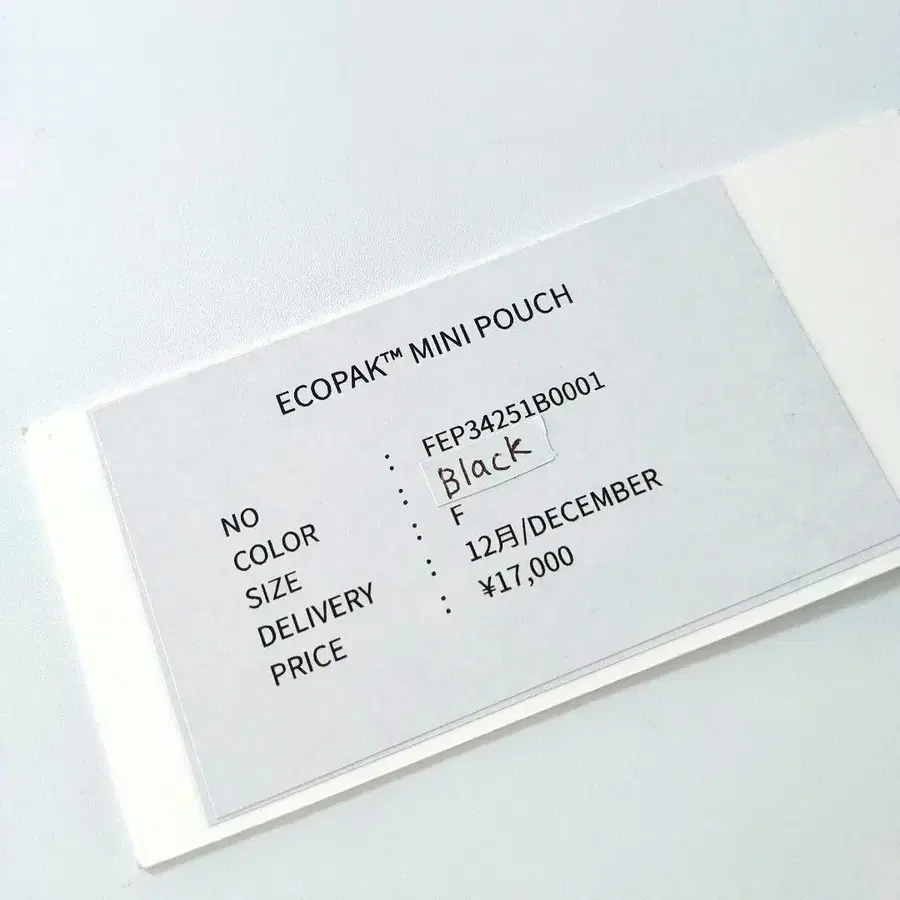 ECOPAK™ MINI POUCH
NO : FEP34251B0001
COLOR : Black
SIZE : F
DELIVERY : 12月/DECEMBER
PRICE : ¥17,000